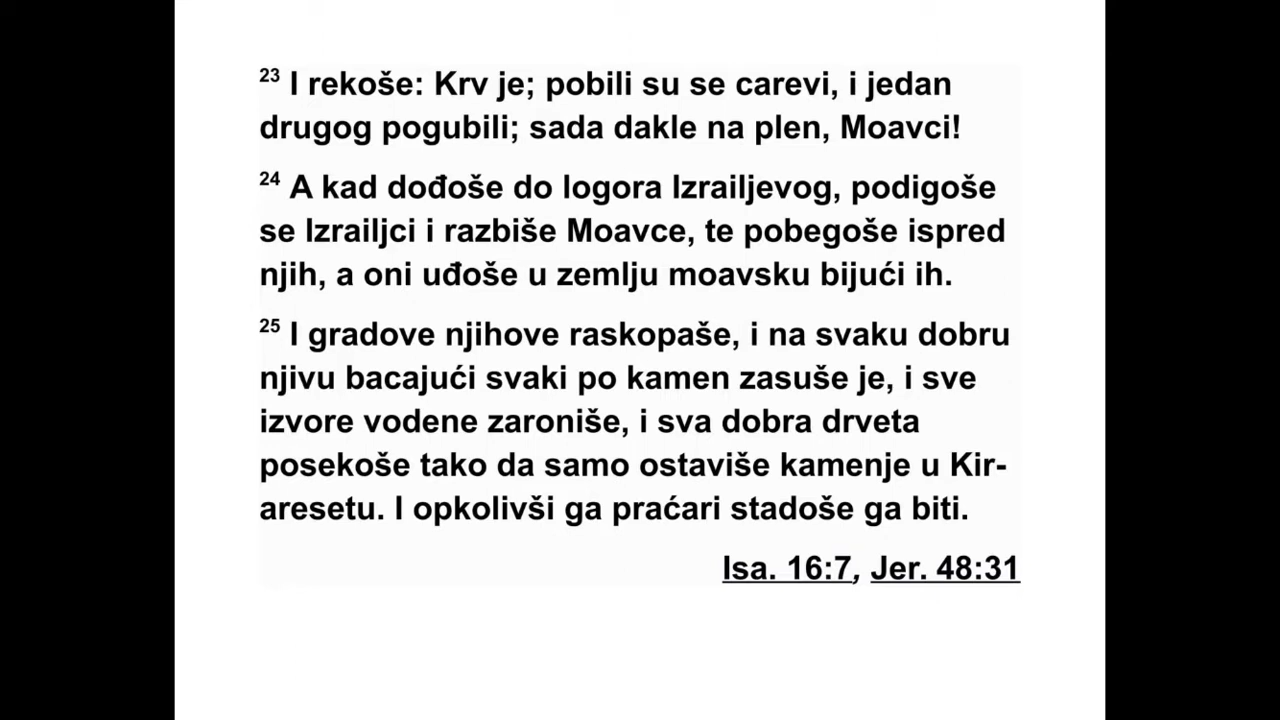 23 I rekoše: Krv je; pobili su se carevi, i jedan
drugog pogubili; sada dakle na plen, Moavci!
24 A kad dođoše do logora Izrailjevog, podigoše
se Izrailjci i razbiše Moavce, te pobegoše ispred
njih, a oni uđoše u zemlju moavsku bijući ih.
25 I gradove njihove raskopaše, i na svaku dobru
njivu bacajući svaki po kamen zasuše je, i sve
izvore vodene zaroniše, i sva dobra drveta
posekoše tako da samo ostaviše kamenje u Kir-
aresetu. I opkolivši ga praćari stadoše ga biti.
Isa. 16:7, Jer. 48:31